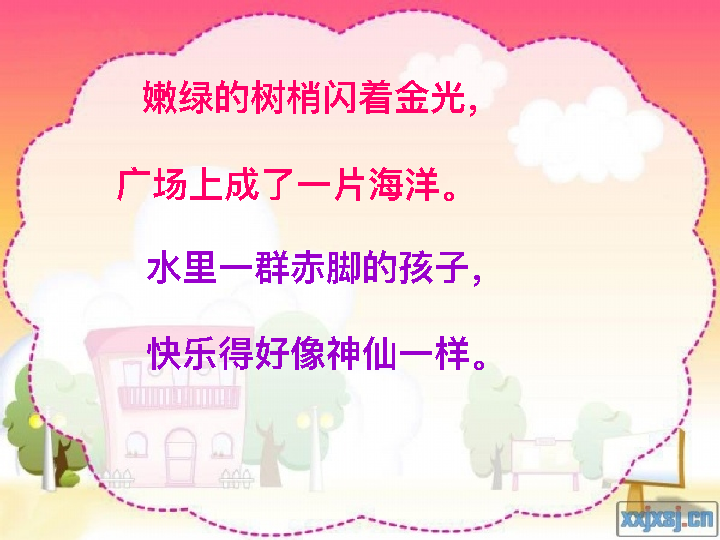 嫩绿的树梢闪着金光，
广场上成了一片海洋。
水里一群赤脚的孩子，
快乐得好像神仙一样。
xxjxsj.cn